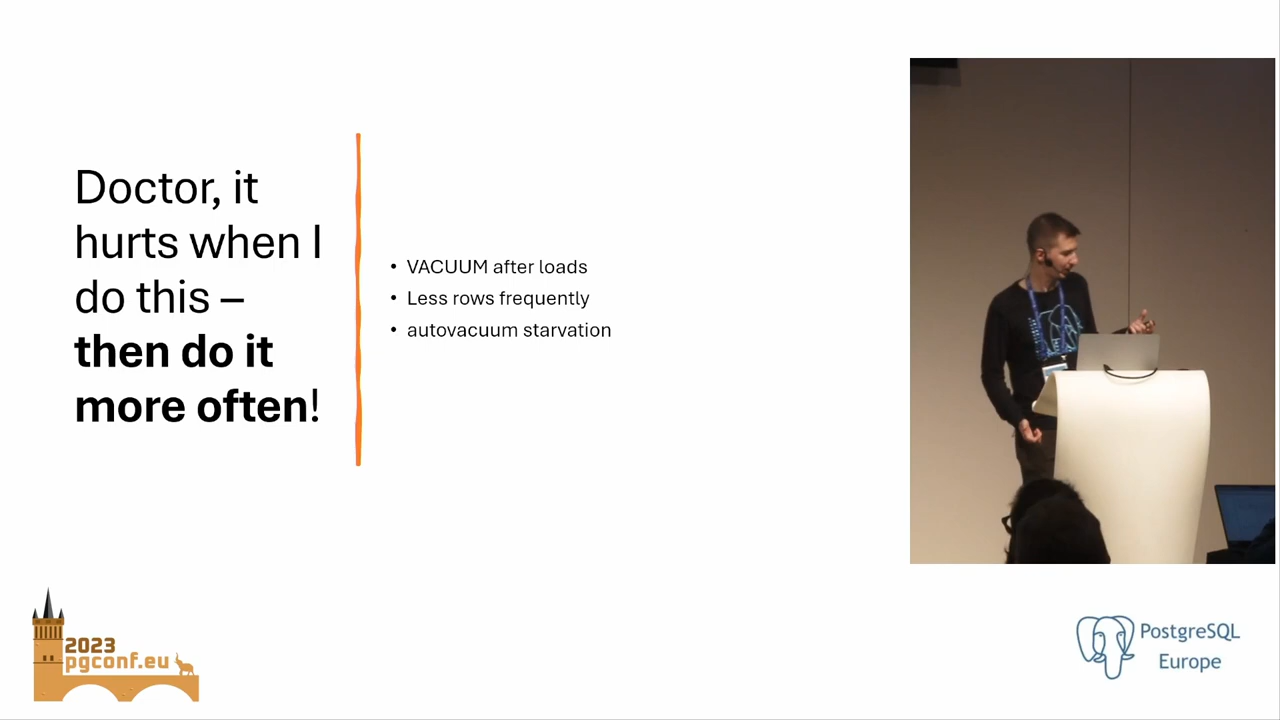 Doctor, it
hurts when I
do this –
then do it
more often!
• VACUUM after loads
• Less rows frequently
• autovacuum starvation
2023
pgconf.eu
PostgreSQL
Europe